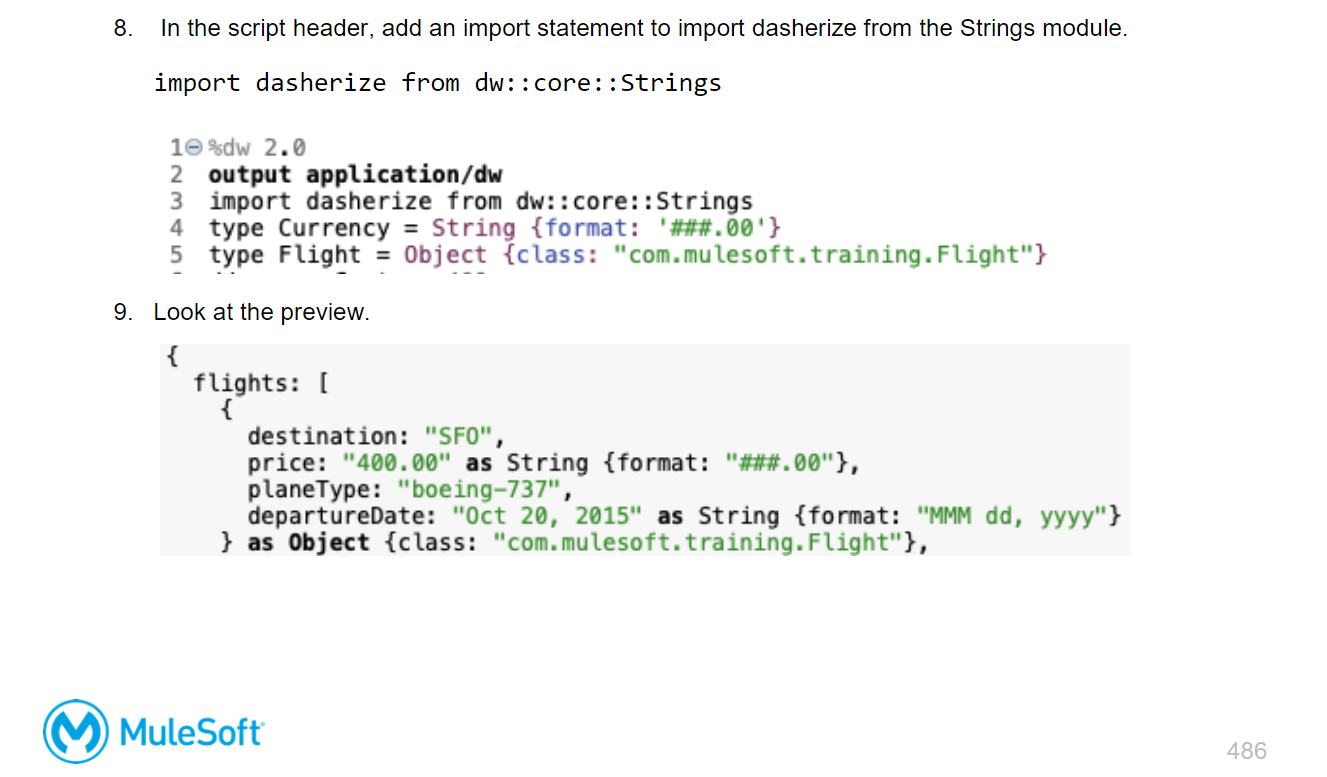 8. In the script header, add an import statement to import dasherize from the Strings module.
import dasherize from dw::core::Strings
1 %dw 2.0
2 output application/dw
3 import dasherize from dw::core::Strings
4 type Currency = String {format: '###.00'}
5 type Flight = Object {class: "com.mulesoft.training.Flight"}
9. Look at the preview.
{
flights: [
{
destination: "SFO",
price: "400.00" as String {format: "###.00"},
planeType: "boeing-737",
departureDate: "Oct 20, 2015" as String {format: "MMM dd, yyyy"}
} as Object {class: "com.mulesoft.training.Flight"},
MuleSoft
486